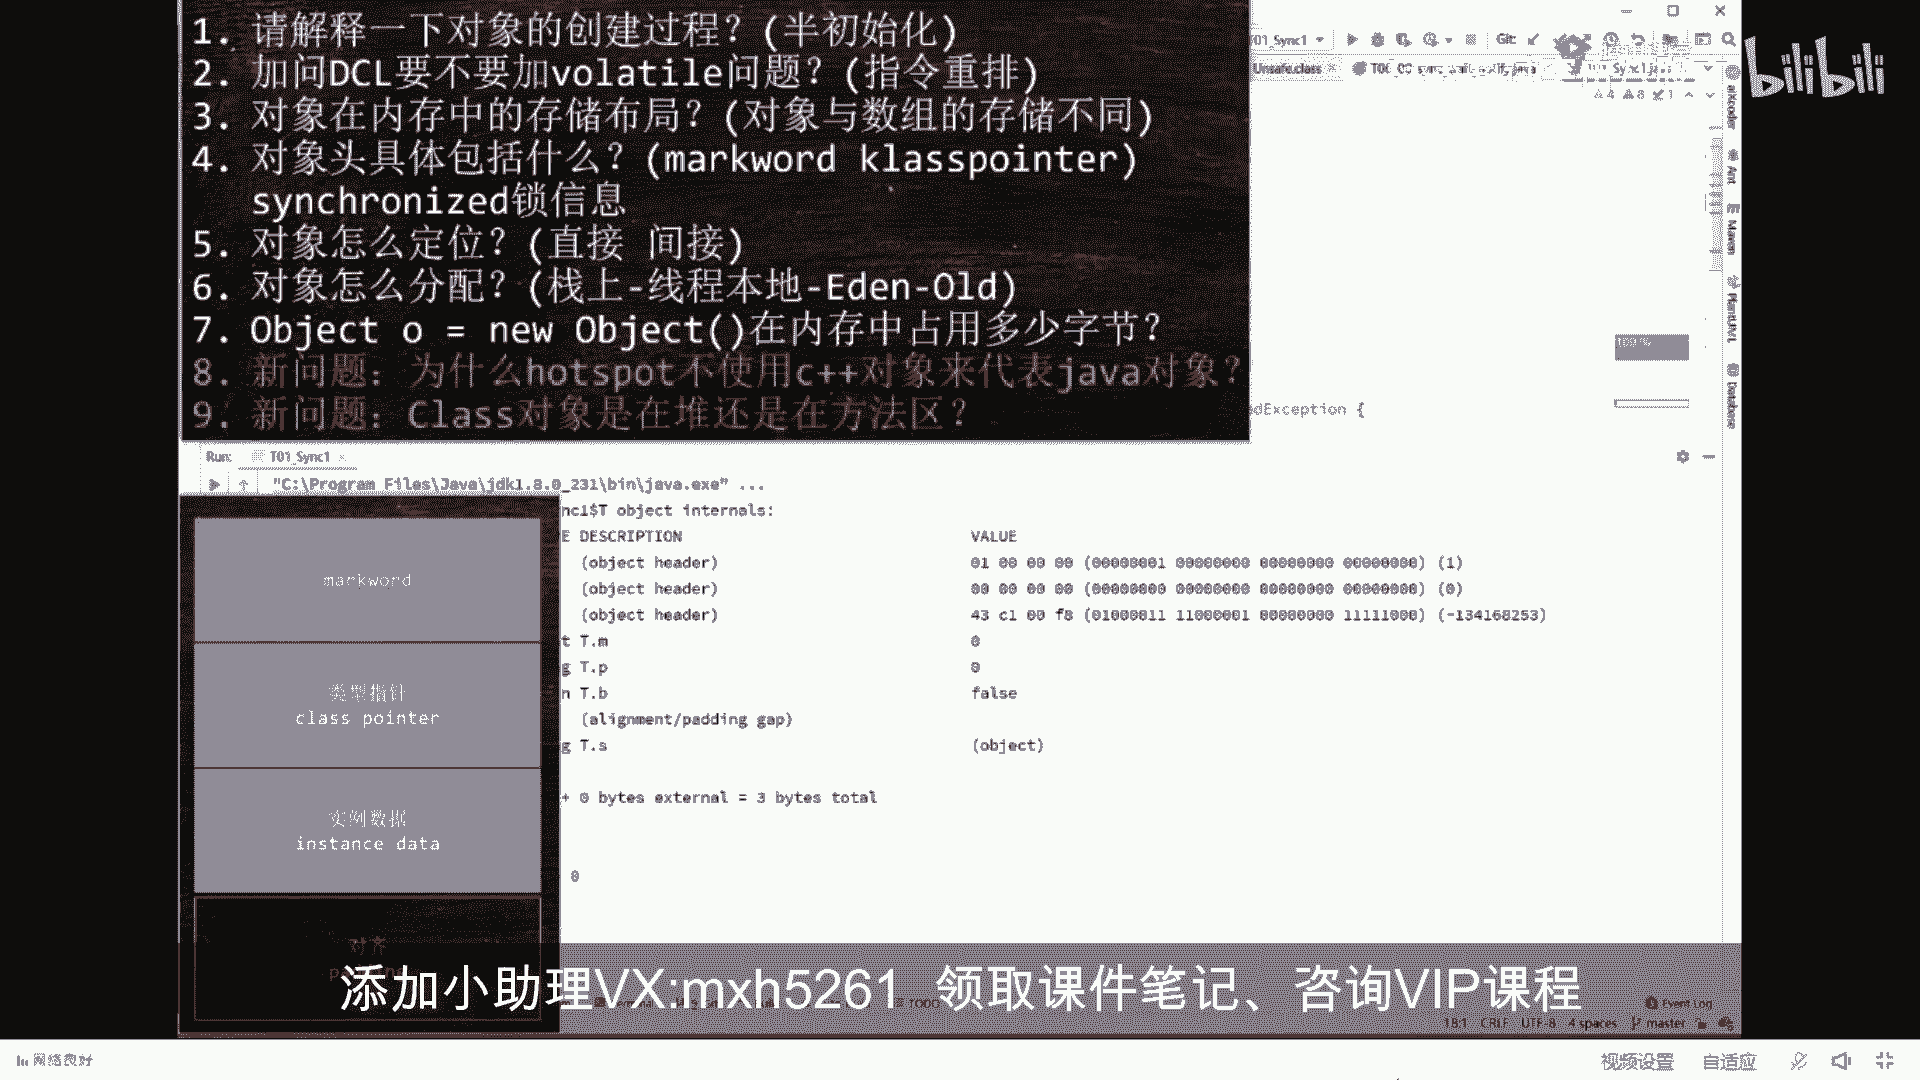 1. 请解释一下对象的创建过程？(半初始化)
2. 加问DCL要不要加volatile问题？(指令重排)
3. 对象在内存中的存储布局？(对象与数组的存储不同)
4. 对象头具体包括什么？(markword klasspointer)
synchronized锁信息
5. 对象怎么定位？(直接 间接)
6. 对象怎么分配？(栈上-线程本地-Eden-Old)
7. Object o = new Object()在内存中占用多少字节？
8. 新问题：为什么hotspot不使用c++对象来代表java对象？
9. 新问题：Class对象是在堆还是在方法区？
01_Sync1
Git:
bilibili
Unsafe.class
4 8 1
aiXcoder
Ant
Maven
PlantUML
Database
100%
dException {
Run: T01_Sync1
"C:\Program Files\Java\jdk1.8.0_231\bin\java.exe" ...
nc1$T object internals:
E DESCRIPTION VALUE
(object header) 01 00 00 00 (00000001 00000000 00000000 00000000) (1)
(object header) 00 00 00 00 (00000000 00000000 00000000 00000000) (0)
(object header) 43 c1 00 f8 (01000011 11000001 00000000 11111000) (-134168253)
t T.m 0
g T.p 0
n T.b false
(alignment/padding gap)
g T.s (object)
+ 0 bytes external = 3 bytes total
0
markword
类型指针
class pointer
实例数据
instance data
对齐
添加小助理VX:mxh5261 领取课件笔记、咨询VIP课程
TODO
Event Log
18:1 CRLF UTF-8 4 spaces master
网络良好
视频设置 自适应